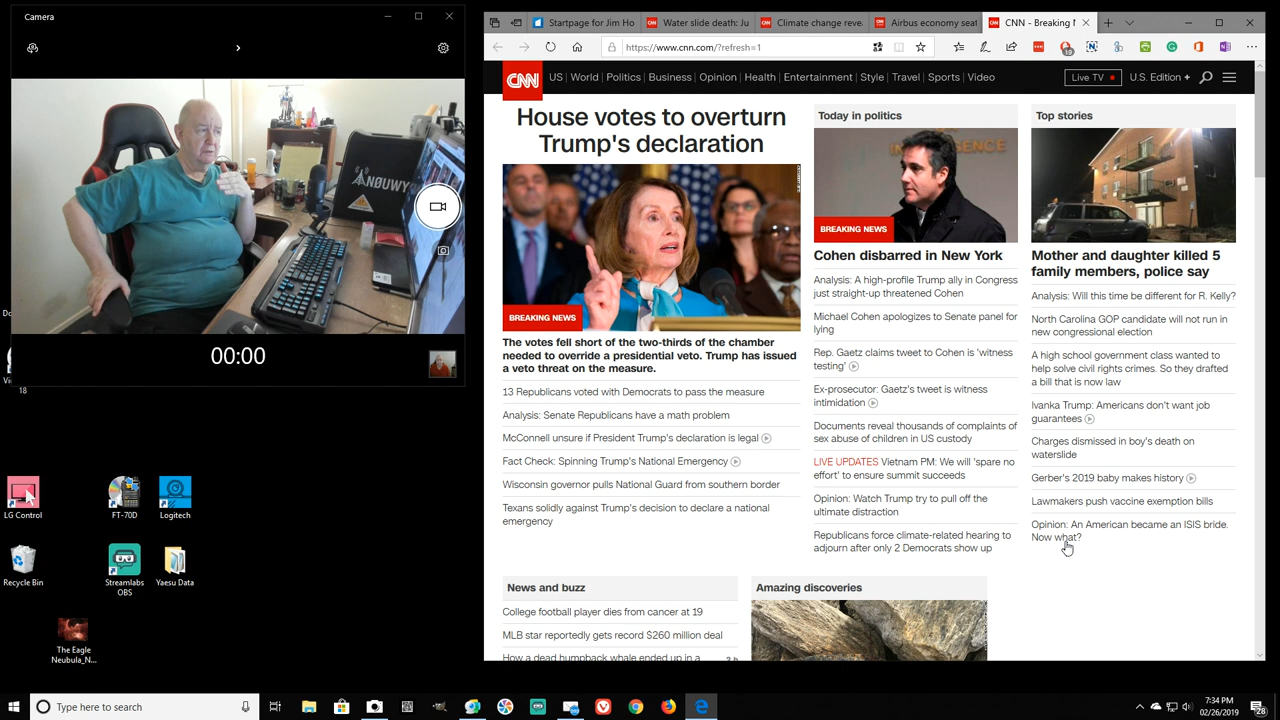 Camera
00:00
ANØUWY
Do
Vi
18
LG Control
FT-70D
Logitech
Recycle Bin
Streamlabs
OBS
Yaesu Data
The Eagle
Neubula_N...
Startpage for Jim Ho
Water slide death: Ju
Climate change reve
Airbus economy seat
CNN - Breaking N
https://www.cnn.com/?refresh=1
19
CNN
US | World | Politics | Business | Opinion | Health | Entertainment | Style | Travel | Sports | Video
Live TV
U.S. Edition +
House votes to overturn
Trump's declaration
BREAKING NEWS
The votes fell short of the two-thirds of the chamber
needed to override a presidential veto. Trump has issued
a veto threat on the measure.
13 Republicans voted with Democrats to pass the measure
Analysis: Senate Republicans have a math problem
McConnell unsure if President Trump's declaration is legal
Fact Check: Spinning Trump's National Emergency
Wisconsin governor pulls National Guard from southern border
Texans solidly against Trump's decision to declare a national
emergency
Today in politics
BREAKING NEWS
Cohen disbarred in New York
Analysis: A high-profile Trump ally in Congress
just straight-up threatened Cohen
Michael Cohen apologizes to Senate panel for
lying
Rep. Gaetz claims tweet to Cohen is 'witness
testing'
Ex-prosecutor: Gaetz's tweet is witness
intimidation
Documents reveal thousands of complaints of
sex abuse of children in US custody
LIVE UPDATES Vietnam PM: We will 'spare no
effort' to ensure summit succeeds
Opinion: Watch Trump try to pull off the
ultimate distraction
Republicans force climate-related hearing to
adjourn after only 2 Democrats show up
Top stories
Mother and daughter killed 5
family members, police say
Analysis: Will this time be different for R. Kelly?
North Carolina GOP candidate will not run in
new congressional election
A high school government class wanted to
help solve civil rights crimes. So they drafted
a bill that is now law
Ivanka Trump: Americans don't want job
guarantees
Charges dismissed in boy's death on
waterslide
Gerber's 2019 baby makes history
Lawmakers push vaccine exemption bills
Opinion: An American became an ISIS bride.
Now what?
News and buzz
College football player dies from cancer at 19
MLB star reportedly gets record $260 million deal
How a dead humpback whale ended up in a
Amazing discoveries
Type here to search
7:34 PM
02/26/2019
28